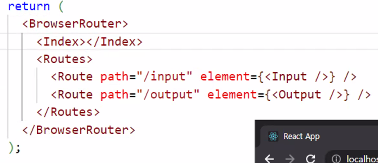 return (
<BrowserRouter>
<Index></Index>
<Routes>
<Route path="/input" element={<Input />} />
<Route path="/output" element={<Output />} />
</Routes>
</BrowserRouter>
);
React App
localhos